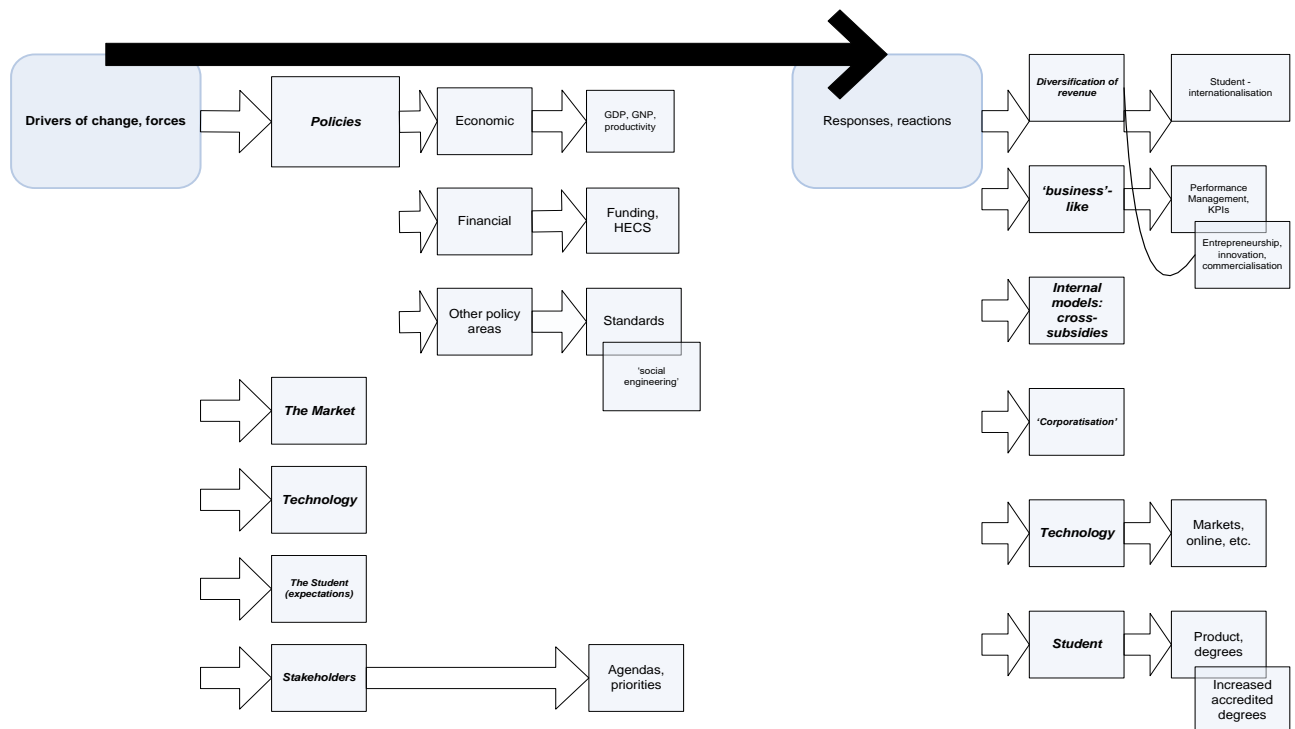 Drivers of change, forces
Policies
Economic
GDP, GNP,
productivity
Financial
Funding,
HECS
Other policy
areas
Standards
‘social
engineering’
The Market
Technology
The Student
(expectations)
Stakeholders
Agendas,
priorities
Responses, reactions
Diversification of
revenue
Student -
internationalisation
‘business’-
like
Performance
Management,
KPIs
Entrepreneurship,
innovation,
commercialisation
Internal
models:
cross-
subsidies
‘Corporatisation’
Technology
Markets,
online, etc.
Student
Product,
degrees
Increased
accredited
degrees